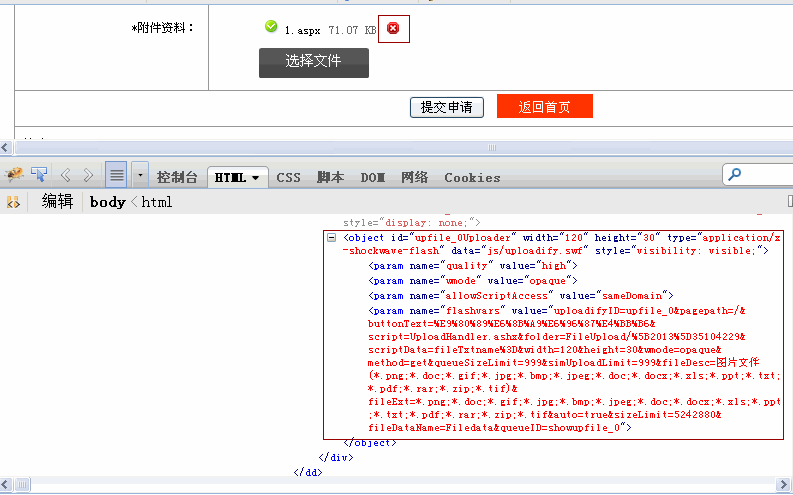 *附件资料：
1.aspx 71.07 KB
选择文件
提交申请 返回首页
控制台 HTML CSS 脚本 DOM 网络 Cookies
编辑 body < html
style="display: none;">
<object id="upfile_0Uploader" width="120" height="30" type="application/x
-shockwave-flash" data="js/uploadify.swf" style="visibility: visible;">
<param name="quality" value="high">
<param name="wmode" value="opaque">
<param name="allowScriptAccess" value="sameDomain">
<param name="flashvars" value="uploadifyID=upfile_0&pagepath=/&
buttonText=%E9%80%89%E6%8B%A9%E6%96%87%E4%BB%B6&
script=UploadHandler.ashx&folder=FileUpload/%5B2013%5D35104229&
scriptData=fileTxtname%3D&width=120&height=30&wmode=opaque&
method=get&queueSizeLimit=999&simUploadLimit=999&fileDesc=图片文件
(*.png;*.doc;*.gif;*.jpg;*.bmp;*.jpeg;*.doc;*.docx;*.xls;*.ppt;*.txt;
*.pdf;*.rar;*.zip;*.tif)&
fileExt=*.png;*.doc;*.gif;*.jpg;*.bmp;*.jpeg;*.doc;*.docx;*.xls;*.ppt
;*.txt;*.pdf;*.rar;*.zip;*.tif&auto=true&sizeLimit=5242880&
fileDataName=Filedata&queueID=showupfile_0">
</object>
</div>
</dd>